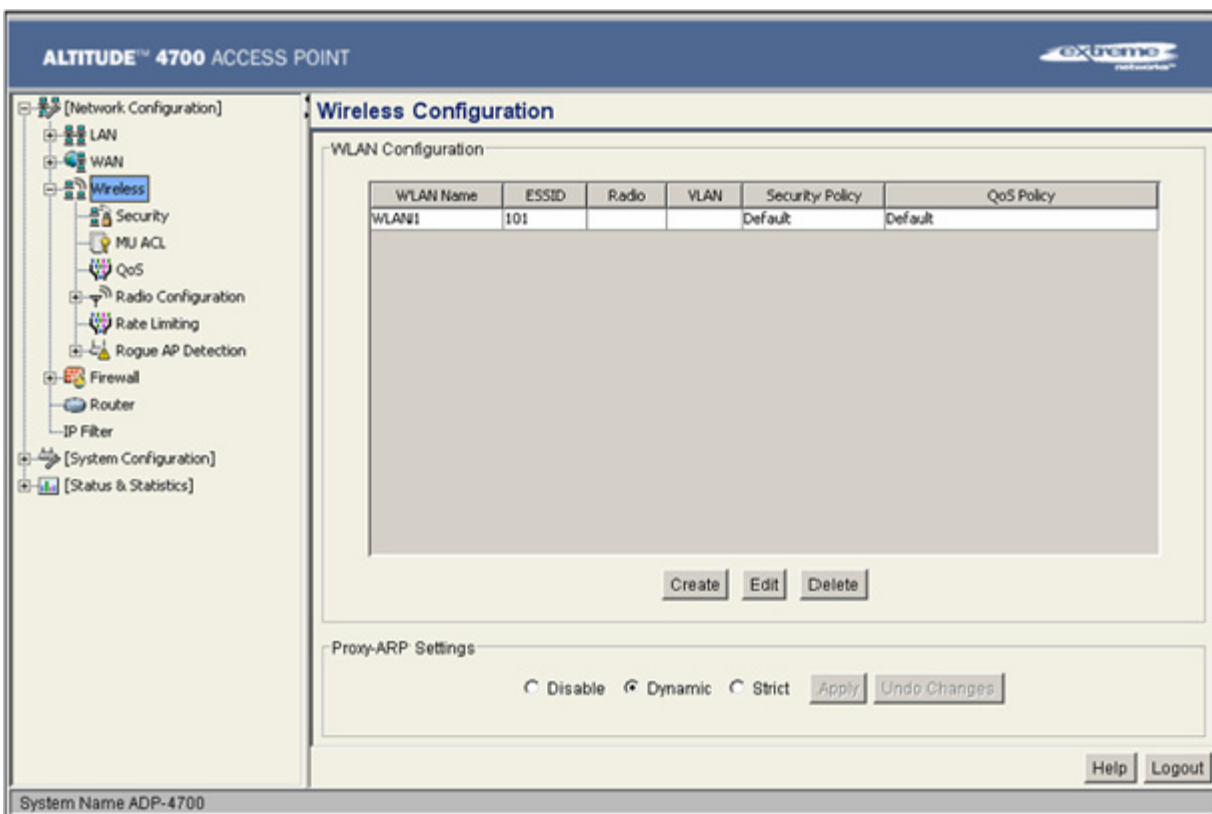 ALTITUDE™ 4700 ACCESS POINT
extreme
networks™
[Network Configuration]
LAN
WAN
Wireless
Security
MU ACL
QoS
Radio Configuration
Rate Limiting
Rogue AP Detection
Firewall
Router
IP Filter
[System Configuration]
[Status & Statistics]
Wireless Configuration
WLAN Configuration
WLAN Name ESSID Radio VLAN Security Policy QoS Policy
WLAN1 101 Default Default
Create Edit Delete
Proxy-ARP Settings
Disable Dynamic Strict Apply Undo Changes
Help Logout
System Name ADP-4700